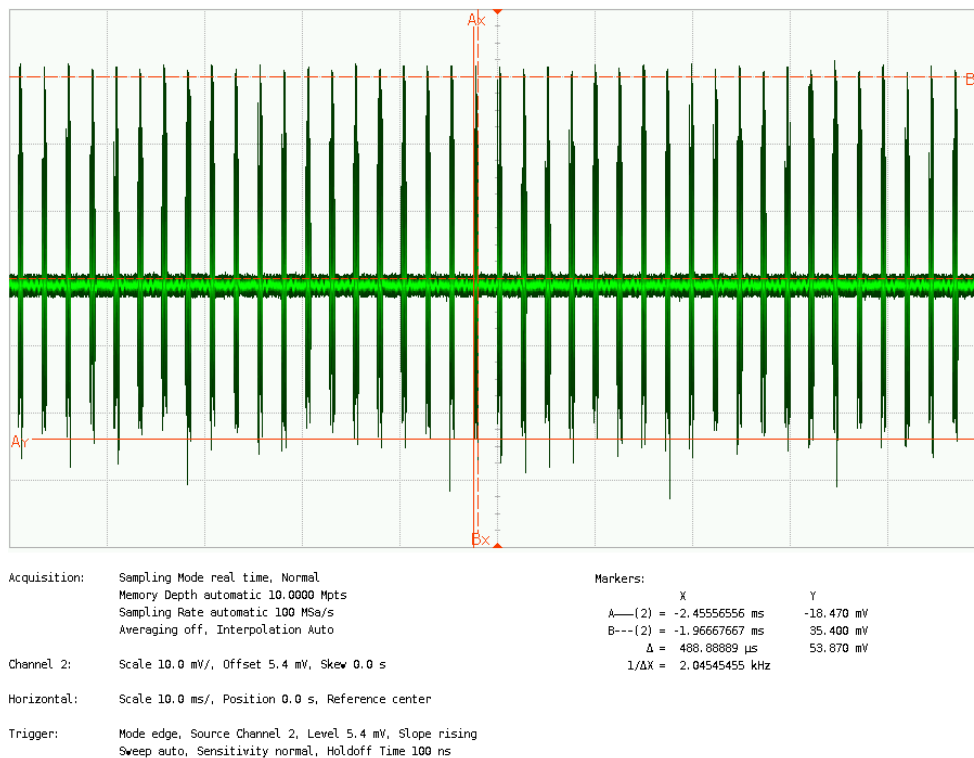 Ax
B
Ay
Bx
Acquisition: Sampling Mode real time, Normal
Memory Depth automatic 10.0000 Mpts
Sampling Rate automatic 100 MSa/s
Averaging off, Interpolation Auto
Channel 2: Scale 10.0 mV/, Offset 5.4 mV, Skew 0.0 s
Horizontal: Scale 10.0 ms/, Position 0.0 s, Reference center
Trigger: Mode edge, Source Channel 2, Level 5.4 mV, Slope rising
Sweep auto, Sensitivity normal, Holdoff Time 100 ns
Markers:
X Y
A——(2) = -2.45556556 ms -18.470 mV
B---(2) = -1.96667667 ms 35.400 mV
Δ = 488.88889 µs 53.870 mV
1/ΔX = 2.04545455 kHz